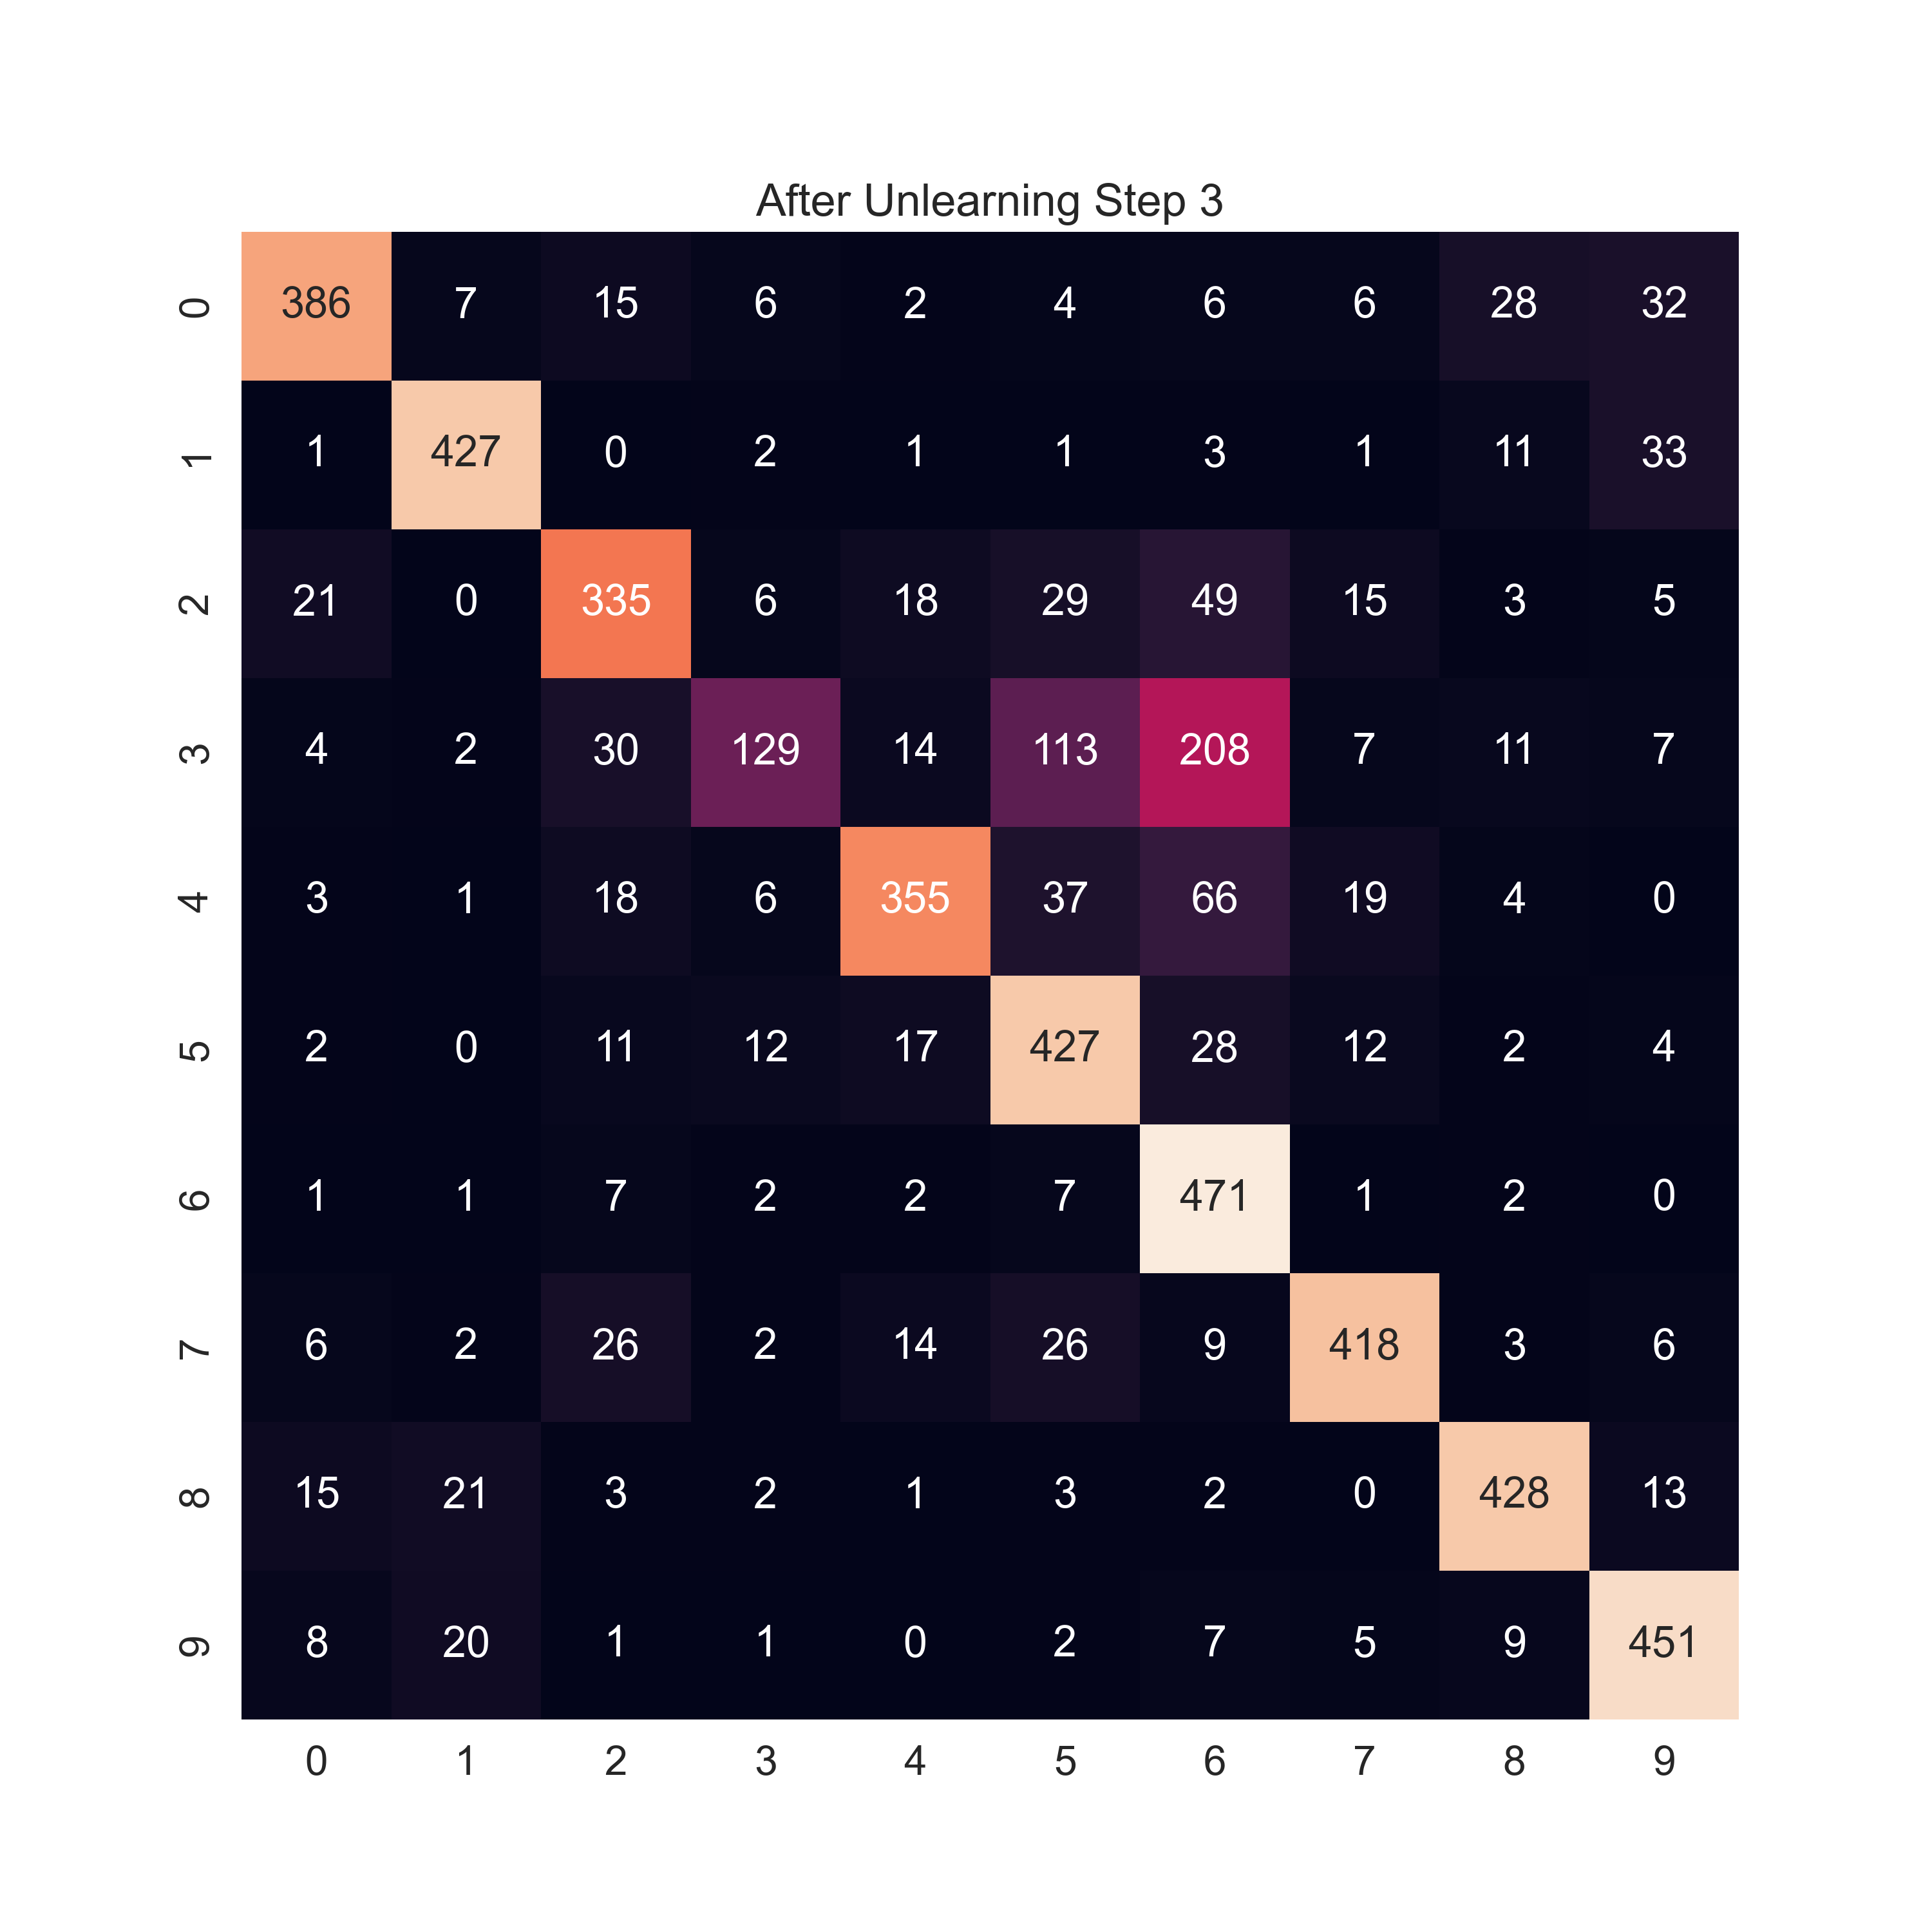 After Unlearning Step 3
0 386 7 15 6 2 4 6 6 28 32
1 1 427 0 2 1 1 3 1 11 33
2 21 0 335 6 18 29 49 15 3 5
3 4 2 30 129 14 113 208 7 11 7
4 3 1 18 6 355 37 66 19 4 0
5 2 0 11 12 17 427 28 12 2 4
6 1 1 7 2 2 7 471 1 2 0
7 6 2 26 2 14 26 9 418 3 6
8 15 21 3 2 1 3 2 0 428 13
9 8 20 1 1 0 2 7 5 9 451
0 1 2 3 4 5 6 7 8 9